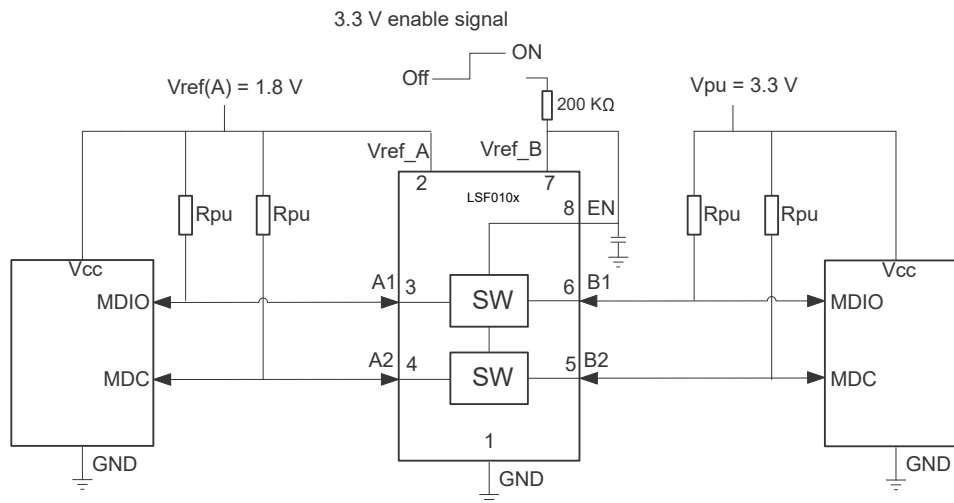 3.3 V enable signal
ON
Off
Vref(A) = 1.8 V
200 KΩ
Vpu = 3.3 V
Vref_A
Vref_B
2
7
LSF010x
8
EN
Rpu
Rpu
Rpu
Rpu
Vcc
Vcc
MDIO
A1
3
SW
6
B1
MDIO
MDC
A2
4
SW
5
B2
MDC
1
GND
GND
GND